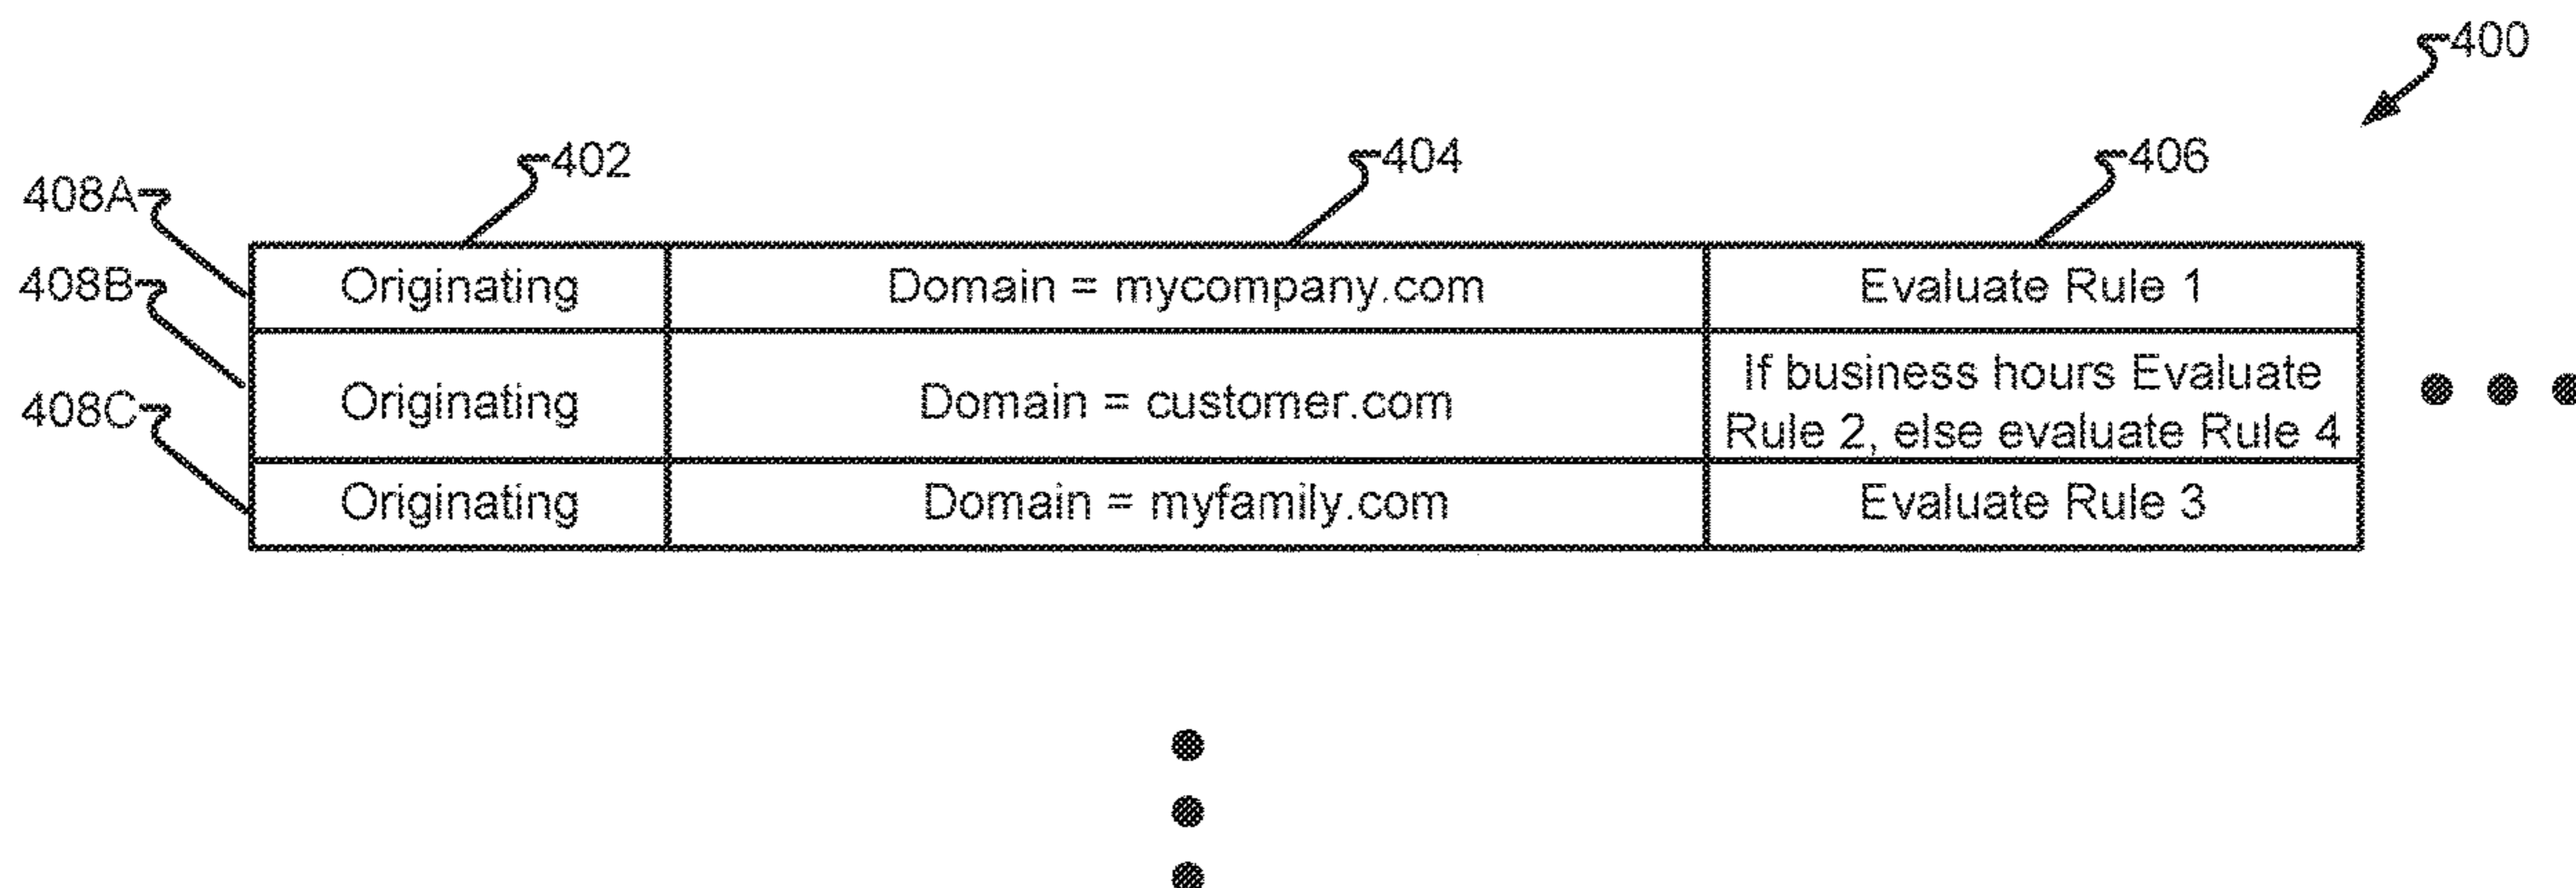 400
402
404
406
408A
408B
408C
Originating
Domain = mycompany.com
Evaluate Rule 1
Originating
Domain = customer.com
If business hours Evaluate
Rule 2, else evaluate Rule 4
Originating
Domain = myfamily.com
Evaluate Rule 3